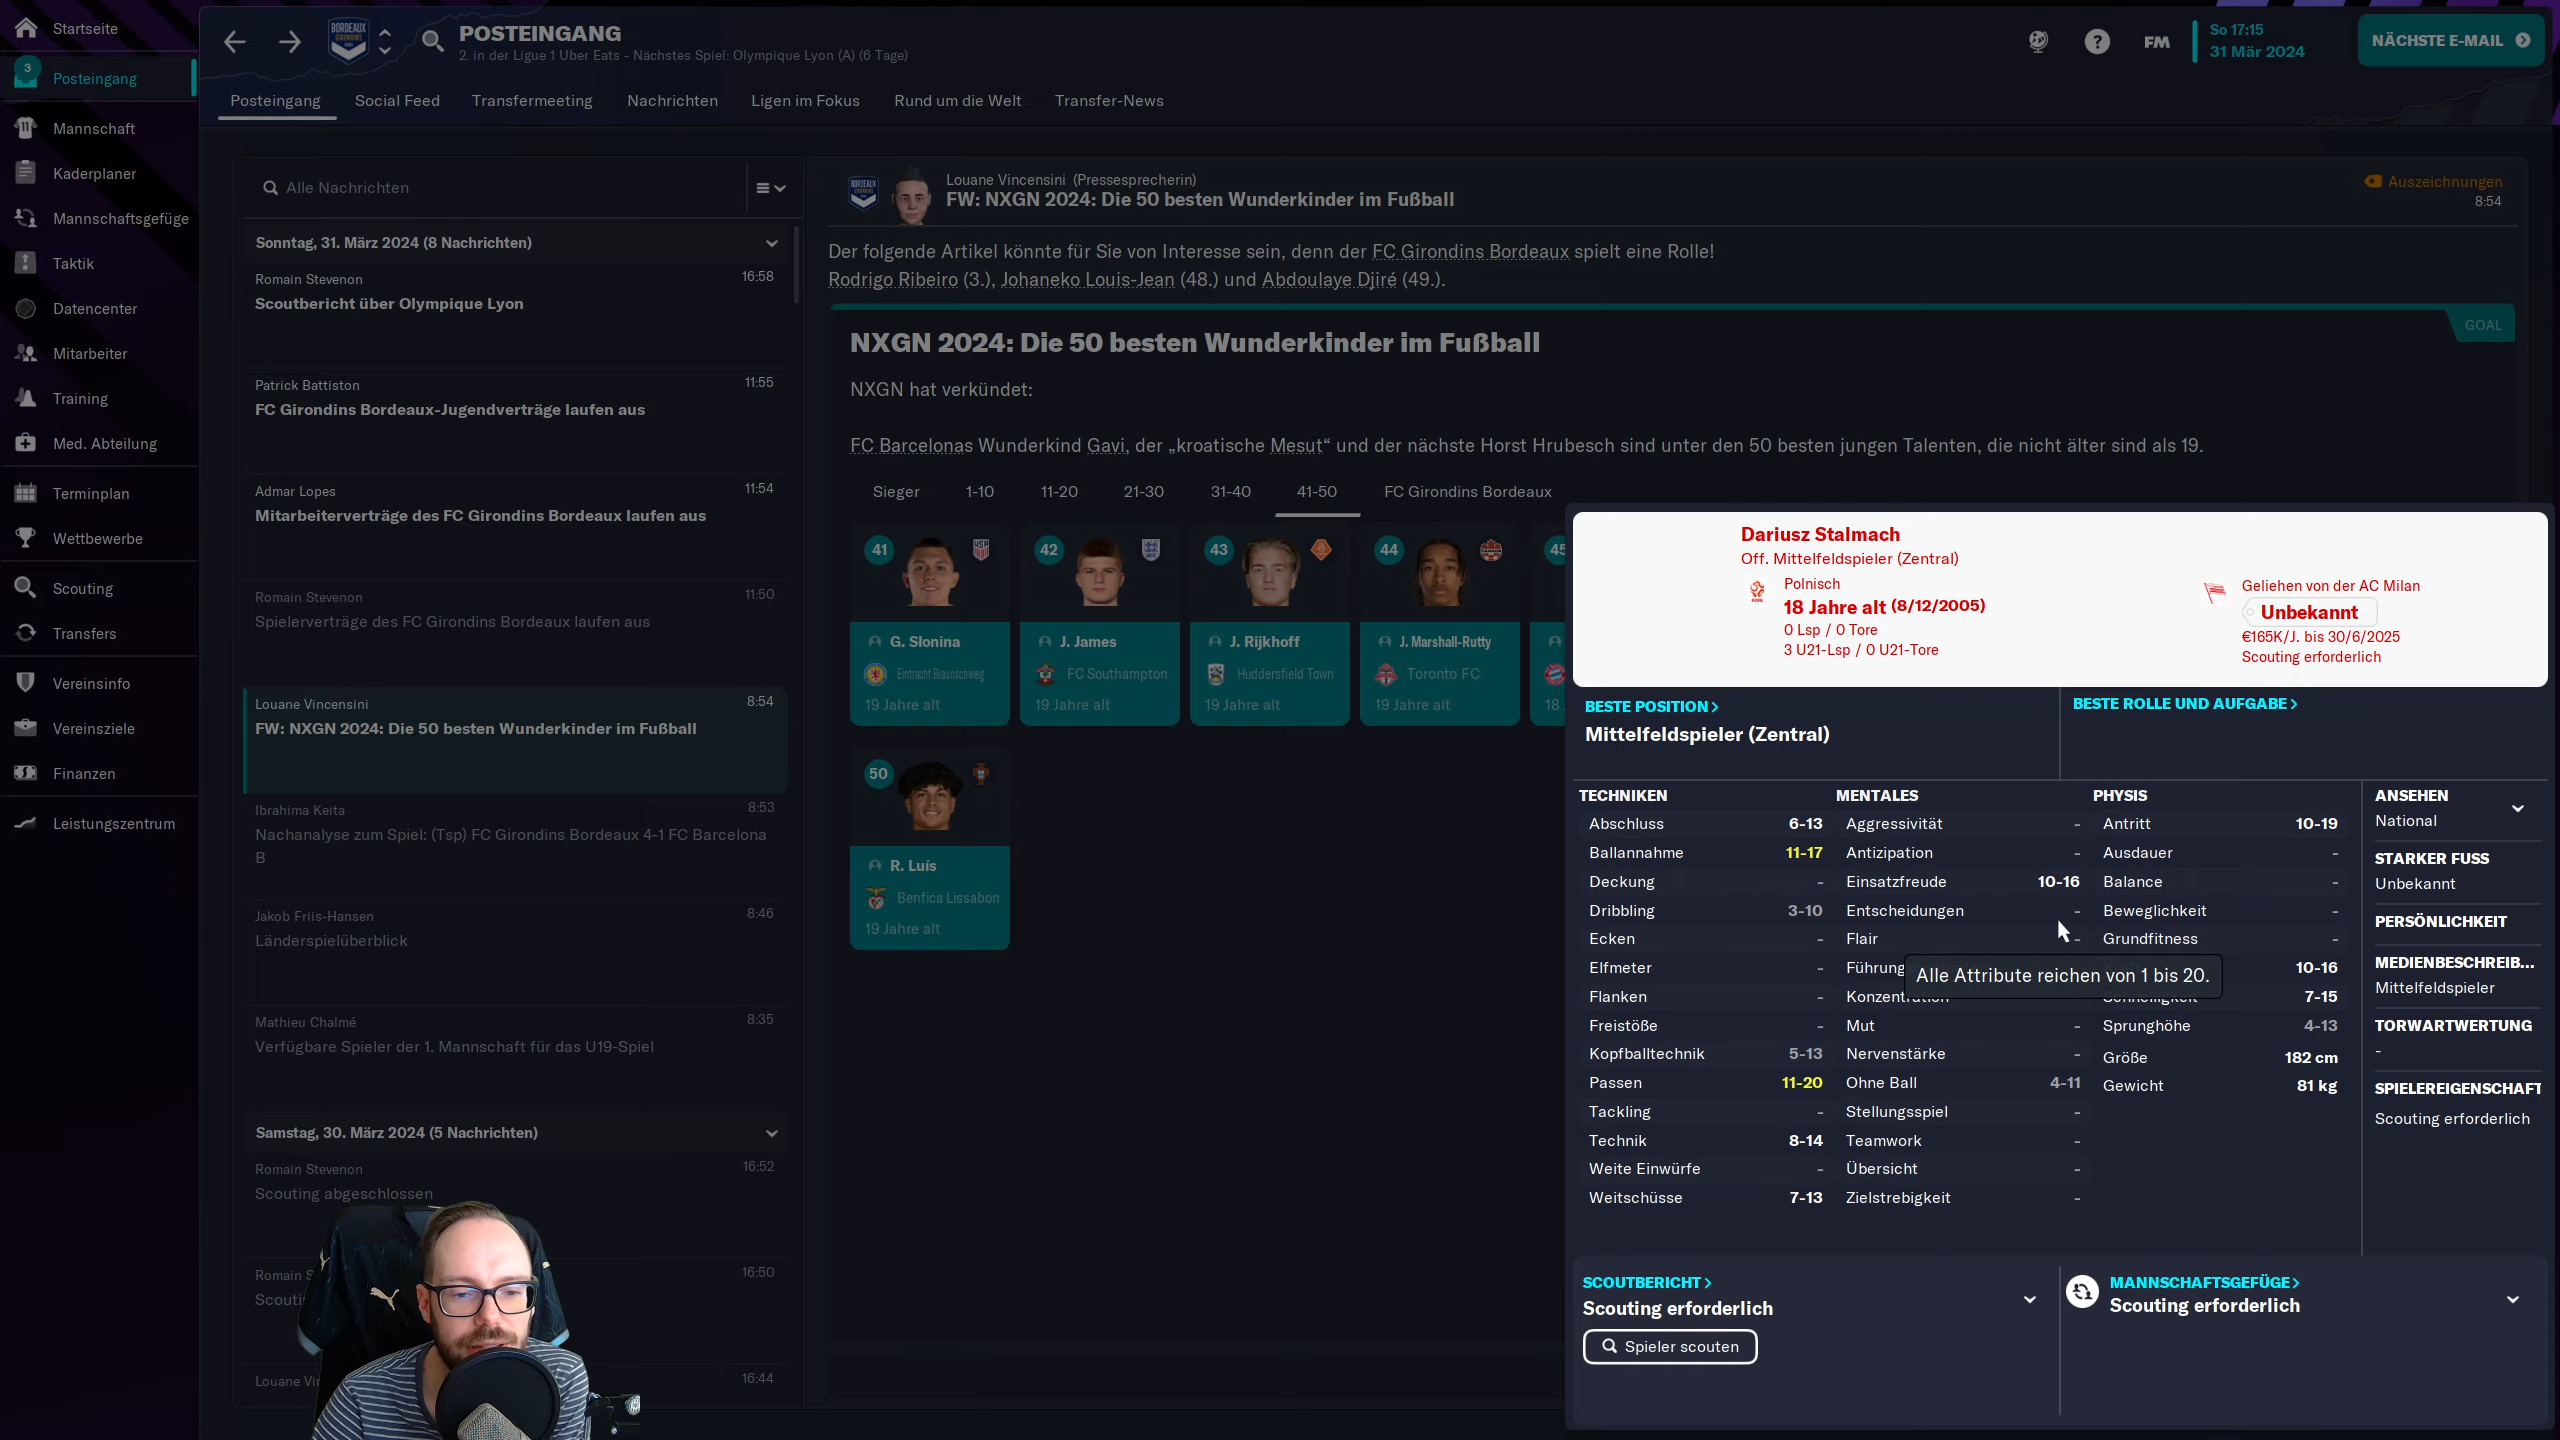 Startseite
3
Posteingang
Mannschaft
Kaderplaner
Mannschaftsgefüge
Taktik
Datencenter
Mitarbeiter
Training
Med. Abteilung
Terminplan
Wettbewerbe
Scouting
Transfers
Vereinsinfo
Vereinsziele
Finanzen
Leistungszentrum
BORDEAUX
POSTEINGANG
2. in der Ligue 1 Uber Eats - Nächstes Spiel: Olympique Lyon (A) (6 Tage)
?
FM
So 17:15
31 Mär 2024
NÄCHSTE E-MAIL
Posteingang
Social Feed
Transfermeeting
Nachrichten
Ligen im Fokus
Rund um die Welt
Transfer-News
Alle Nachrichten
Sonntag, 31. März 2024 (8 Nachrichten)
Romain Stevenon
16:58
Scoutbericht über Olympique Lyon
Patrick Battiston
11:55
FC Girondins Bordeaux-Jugendverträge laufen aus
Admar Lopes
11:54
Mitarbeiterverträge des FC Girondins Bordeaux laufen aus
Romain Stevenon
11:50
Spielerverträge des FC Girondins Bordeaux laufen aus
Louane Vincensini
8:54
FW: NXGN 2024: Die 50 besten Wunderkinder im Fußball
Ibrahima Keita
8:53
Nachanalyse zum Spiel: (Tsp) FC Girondins Bordeaux 4-1 FC Barcelona
B
Jakob Friis-Hansen
8:46
Länderspielüberblick
Mathieu Chalmé
8:35
Verfügbare Spieler der 1. Mannschaft für das U19-Spiel
Samstag, 30. März 2024 (5 Nachrichten)
Romain Stevenon
16:52
Scouting abgeschlossen
Romain S
16:50
Scouti
Louane Vi
16:44
Louane Vincensini (Pressesprecherin)
FW: NXGN 2024: Die 50 besten Wunderkinder im Fußball
Auszeichnungen
8:54
Der folgende Artikel könnte für Sie von Interesse sein, denn der FC Girondins Bordeaux spielt eine Rolle!
Rodrigo Ribeiro (3.), Johaneko Louis-Jean (48.) und Abdoulaye Djiré (49.).
GOAL
NXGN 2024: Die 50 besten Wunderkinder im Fußball
NXGN hat verkündet:
FC Barcelonas Wunderkind Gavi, der „kroatische Mesut“ und der nächste Horst Hrubesch sind unter den 50 besten jungen Talenten, die nicht älter sind als 19.
Sieger
1-10
11-20
21-30
31-40
41-50
FC Girondins Bordeaux
41
G. Slonina
Eintracht Braunschweig
19 Jahre alt
42
J. James
FC Southampton
19 Jahre alt
43
J. Rijkhoff
Huddersfield Town
19 Jahre alt
44
J. Marshall-Rutty
Toronto FC
19 Jahre alt
45
18
50
R. Luís
Benfica Lissabon
19 Jahre alt
Dariusz Stalmach
Off. Mittelfeldspieler (Zentral)
Polnisch
18 Jahre alt (8/12/2005)
0 Lsp / 0 Tore
3 U21-Lsp / 0 U21-Tore
Geliehen von der AC Milan
Unbekannt
€165K/J. bis 30/6/2025
Scouting erforderlich
BESTE POSITION
Mittelfeldspieler (Zentral)
BESTE ROLLE UND AUFGABE
TECHNIKEN
Abschluss 6-13
Ballannahme 11-17
Deckung -
Dribbling 3-10
Ecken -
Elfmeter -
Flanken -
Freistöße -
Kopfballtechnik 5-13
Passen 11-20
Tackling -
Technik 8-14
Weite Einwürfe -
Weitschüsse 7-13
MENTALES
Aggressivität -
Antizipation -
Einsatzfreude 10-16
Entscheidungen -
Flair -
Führung
Konzentration
Mut -
Nervenstärke -
Ohne Ball 4-11
Stellungsspiel -
Teamwork -
Übersicht -
Zielstrebigkeit -
Alle Attribute reichen von 1 bis 20.
PHYSIS
Antritt 10-19
Ausdauer -
Balance -
Beweglichkeit -
Grundfitness -
10-16
Schnelligkeit 7-15
Sprunghöhe 4-13
Größe 182 cm
Gewicht 81 kg
ANSEHEN
National
STARKER FUSS
Unbekannt
PERSÖNLICHKEIT
MEDIENBESCHREIB...
Mittelfeldspieler
TORWARTWERTUNG
-
SPIELEREIGENSCHAFT
Scouting erforderlich
SCOUTBERICHT
Scouting erforderlich
Spieler scouten
MANNSCHAFTSGEFÜGE
Scouting erforderlich